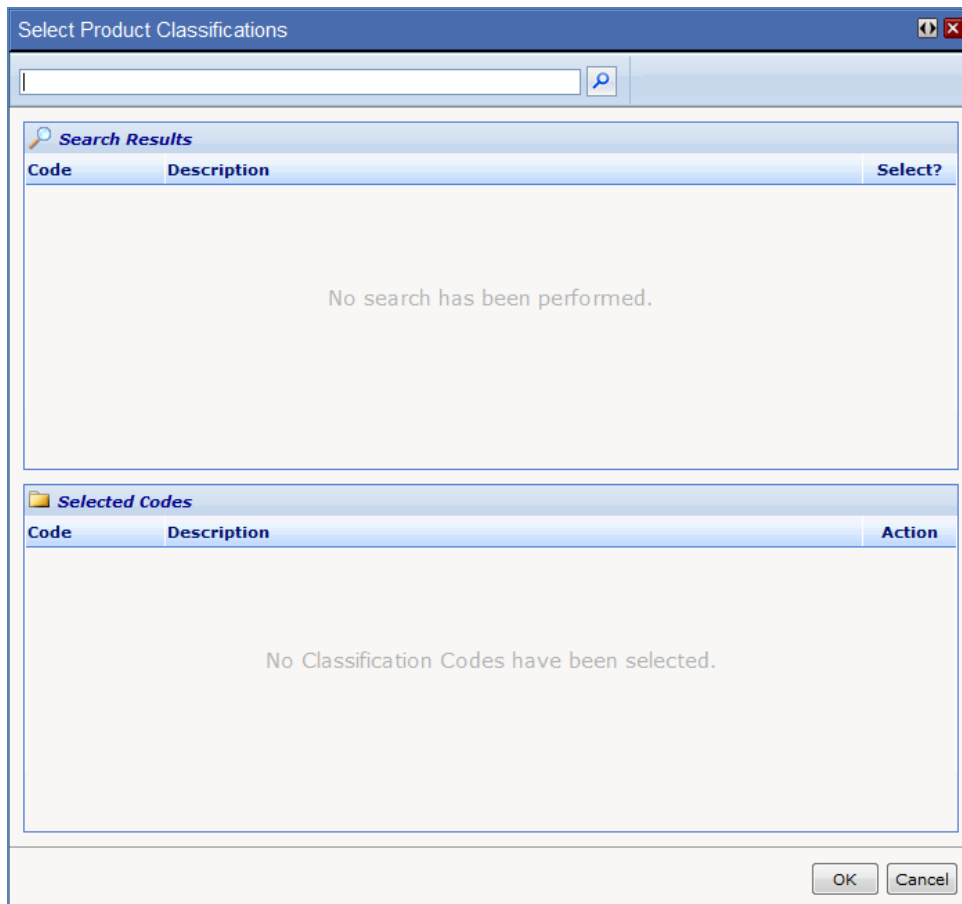 Select Product Classifications
Search Results
Code Description Select?
No search has been performed.
Selected Codes
Code Description Action
No Classification Codes have been selected.
OK Cancel